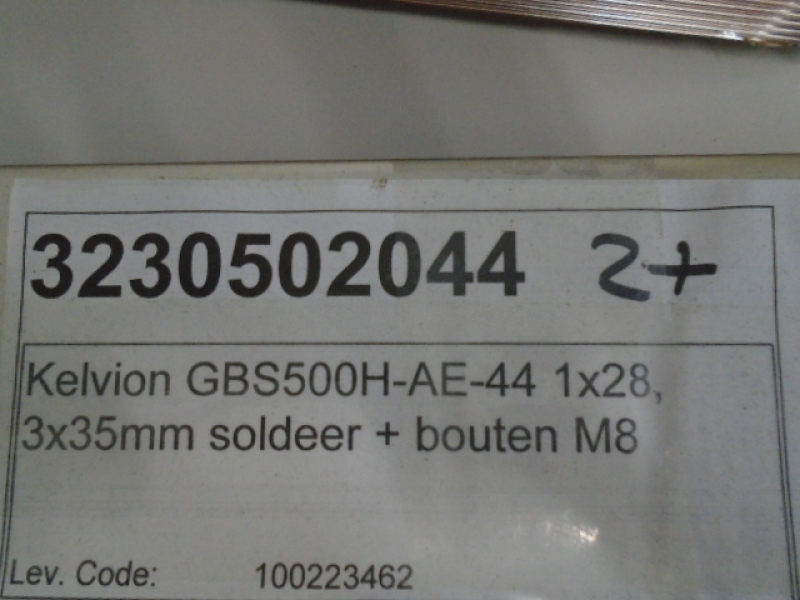 3230502044 2+
Kelvion GBS500H-AE-44 1x28,
3x35mm soldeer + bouten M8
Lev. Code: 100223462